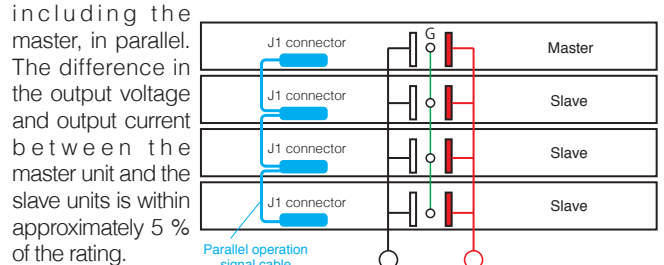 including the
master, in parallel.
The difference in
the output voltage
and output current
between the
master unit and the
slave units is within
approximately 5 %
of the rating.
G
J1 connector
Master
J1 connector
Slave
J1 connector
Slave
J1 connector
Slave
Parallel operation
signal cable